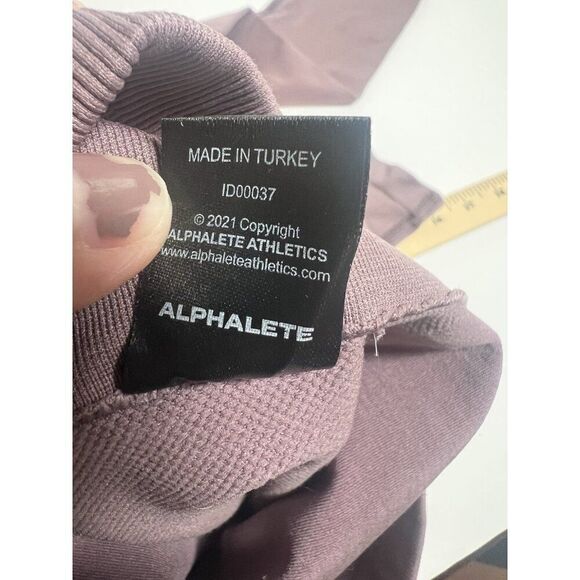 MADE IN TURKEY
ID00037
© 2021 Copyright
ALPHALETE ATHLETICS
www.alphaleteathletics.com
ALPHALETE